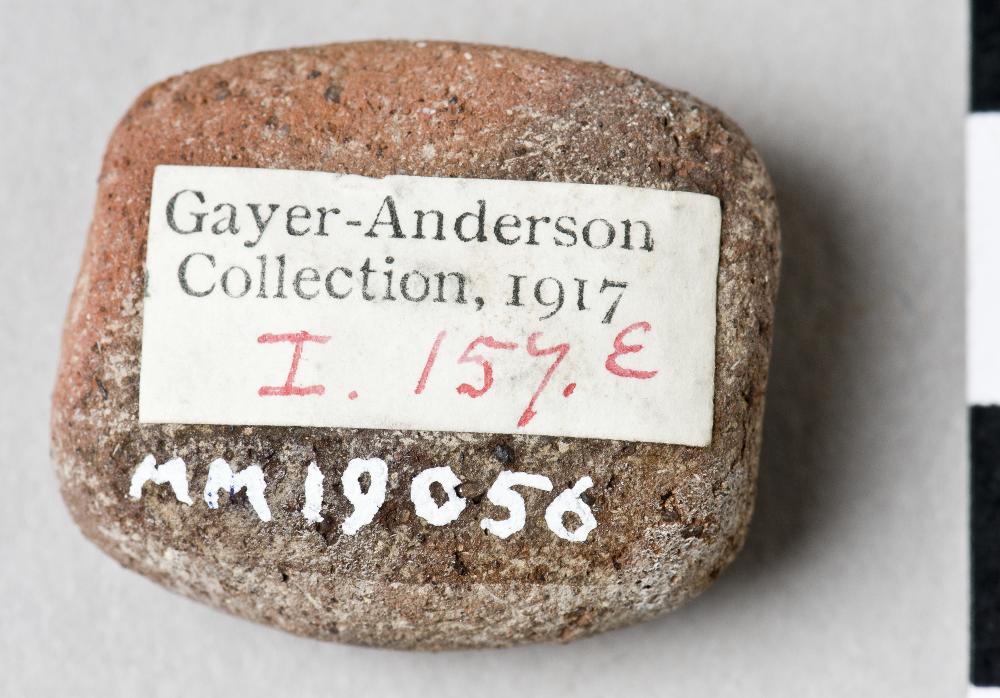 Gayer-Anderson
Collection, 1917
I. 157. E
MM19056